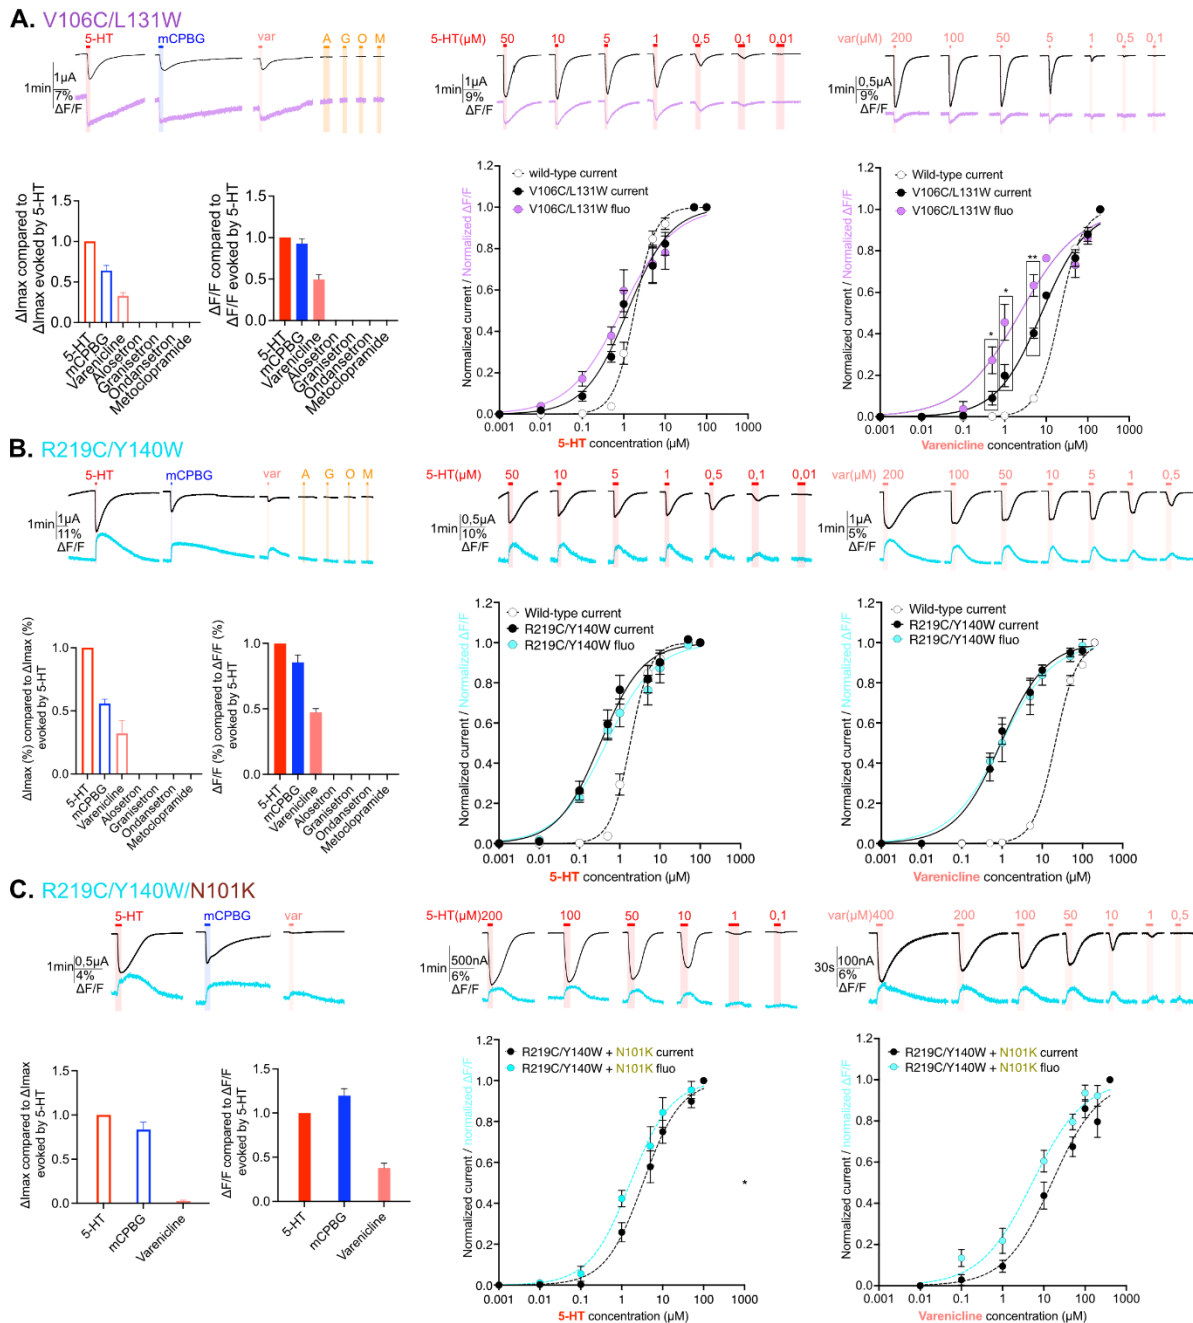 A. V106C/L131W
5-HT mCPBG var A G O M
1min 1µA
7%
ΔF/F
5-HT(µM) 50 10 5 1 0,5 0,1 0,01
1min 1µA
9%
ΔF/F
var(µM) 200 100 50 5 1 0,5 0,1
1min 0,5µA
9%
ΔF/F
ΔImax compared to
ΔImax evoked by 5-HT
1.5
1.0
0.5
0.0
5-HT
mCPBG
Varenicline
Alosetron
Granisetron
Ondansetron
Metoclopramide
ΔF/F compared to
ΔF/F evoked by 5-HT
1.5
1.0
0.5
0.0
5-HT
mCPBG
Varenicline
Alosetron
Granisetron
Ondansetron
Metoclopramide
Normalized current / Normalized ΔF/F
1.2
1.0
0.8
0.6
0.4
0.2
0.0
wild-type current
V106C/L131W current
V106C/L131W fluo
0.001 0.01 0.1 1 10 100 1000
5-HT concentration (µM)
Normalized current / Normalized ΔF/F
1.2
1.0
0.8
0.6
0.4
0.2
0.0
Wild-type current
V106C/L131W current
V106C/L131W fluo
* * **
0.001 0.01 0.1 1 10 100 1000
Varenicline concentration (µM)
B. R219C/Y140W
5-HT mCPBG var A G O M
1min 1µA
11%
ΔF/F
5-HT(µM) 50 10 5 1 0,5 0,1 0,01
1min 0,5µA
10%
ΔF/F
var(µM) 200 100 50 10 5 1 0,5
1min 1µA
5%
ΔF/F
ΔImax (%) compared to ΔImax (%)
evoked by 5-HT
1.0
0.5
0.0
5-HT
mCPBG
Varenicline
Alosetron
Granisetron
Ondansetron
Metoclopramide
ΔF/F (%) compared to ΔF/F (%)
evoked by 5-HT
1.0
0.5
0.0
5-HT
mCPBG
Varenicline
Alosetron
Granisetron
Ondansetron
Metoclopramide
Normalized current / Normalized ΔF/F
1.2
1.0
0.8
0.6
0.4
0.2
0.0
Wild-type current
R219C/Y140W current
R219C/Y140W fluo
0.001 0.01 0.1 1 10 100 1000
5-HT concentration (µM)
Normalized current / Normalized ΔF/F
1.2
1.0
0.8
0.6
0.4
0.2
0.0
Wild-type current
R219C/Y140W current
R219C/Y140W fluo
0.001 0.01 0.1 1 10 100 1000
Varenicline concentration (µM)
C. R219C/Y140W/N101K
5-HT mCPBG var
1min 0,5µA
4%
ΔF/F
5-HT(µM) 200 100 50 10 1 0,1
1min 500nA
6%
ΔF/F
var(µM) 400 200 100 50 10 1 0,5
30s 100nA
6%
ΔF/F
ΔImax compared to ΔImax
evoked by 5-HT
1.5
1.0
0.5
0.0
5-HT
mCPBG
Varenicline
ΔF/F compared to ΔF/F
evoked by 5-HT
1.5
1.0
0.5
0.0
5-HT
mCPBG
Varenicline
Normalized current / normalized ΔF/F
1.2
1.0
0.8
0.6
0.4
0.2
0.0
R219C/Y140W + N101K current
R219C/Y140W + N101K fluo
*
0.001 0.01 0.1 1 10 100 1000
5-HT concentration (µM)
Normalized current / normalized ΔF/F
1.2
1.0
0.8
0.6
0.4
0.2
0.0
R219C/Y140W + N101K current
R219C/Y140W + N101K fluo
0.001 0.01 0.1 1 10 100 1000
Varenicline concentration (µM)